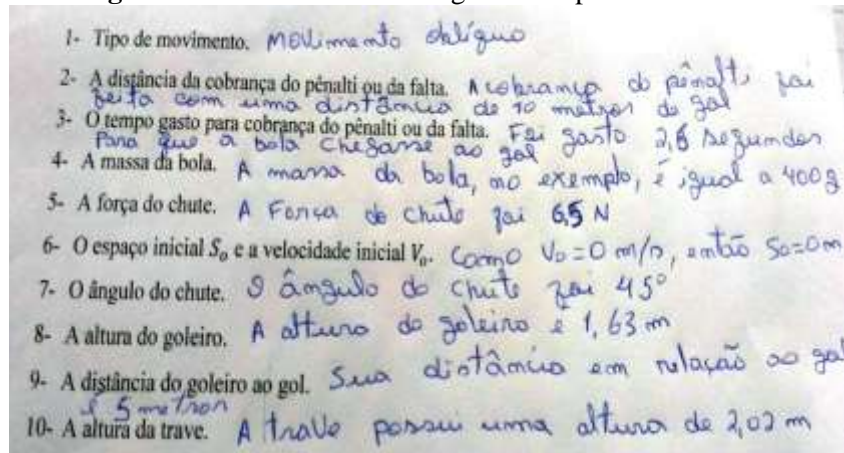 1- Tipo de movimento. Movimento obliguo
2- A distância da cobrança do pênalti ou da falta. A cobrança do pênalti foi
feita com uma distância de 10 metros do gol
3- O tempo gasto para cobrança do pênalti ou da falta. Foi gasto 2,6 segundos
Para que a bola chegasse ao gol
4- A massa da bola. A massa da bola, no exemplo, é igual a 400g
5- A força do chute. A Força do chute foi 6,5 N
6- O espaço inicial S₀ e a velocidade inicial V₀. Como V₀=0 m/s, então S₀=0m
7- O ângulo do chute. O ângulo do chute foi 45°
8- A altura do goleiro. A altura do goleiro é 1,63 m
9- A distância do goleiro ao gol. Sua distância em relação ao gol
é 5 metros
10- A altura da trave. A trave possui uma altura de 2,02 m